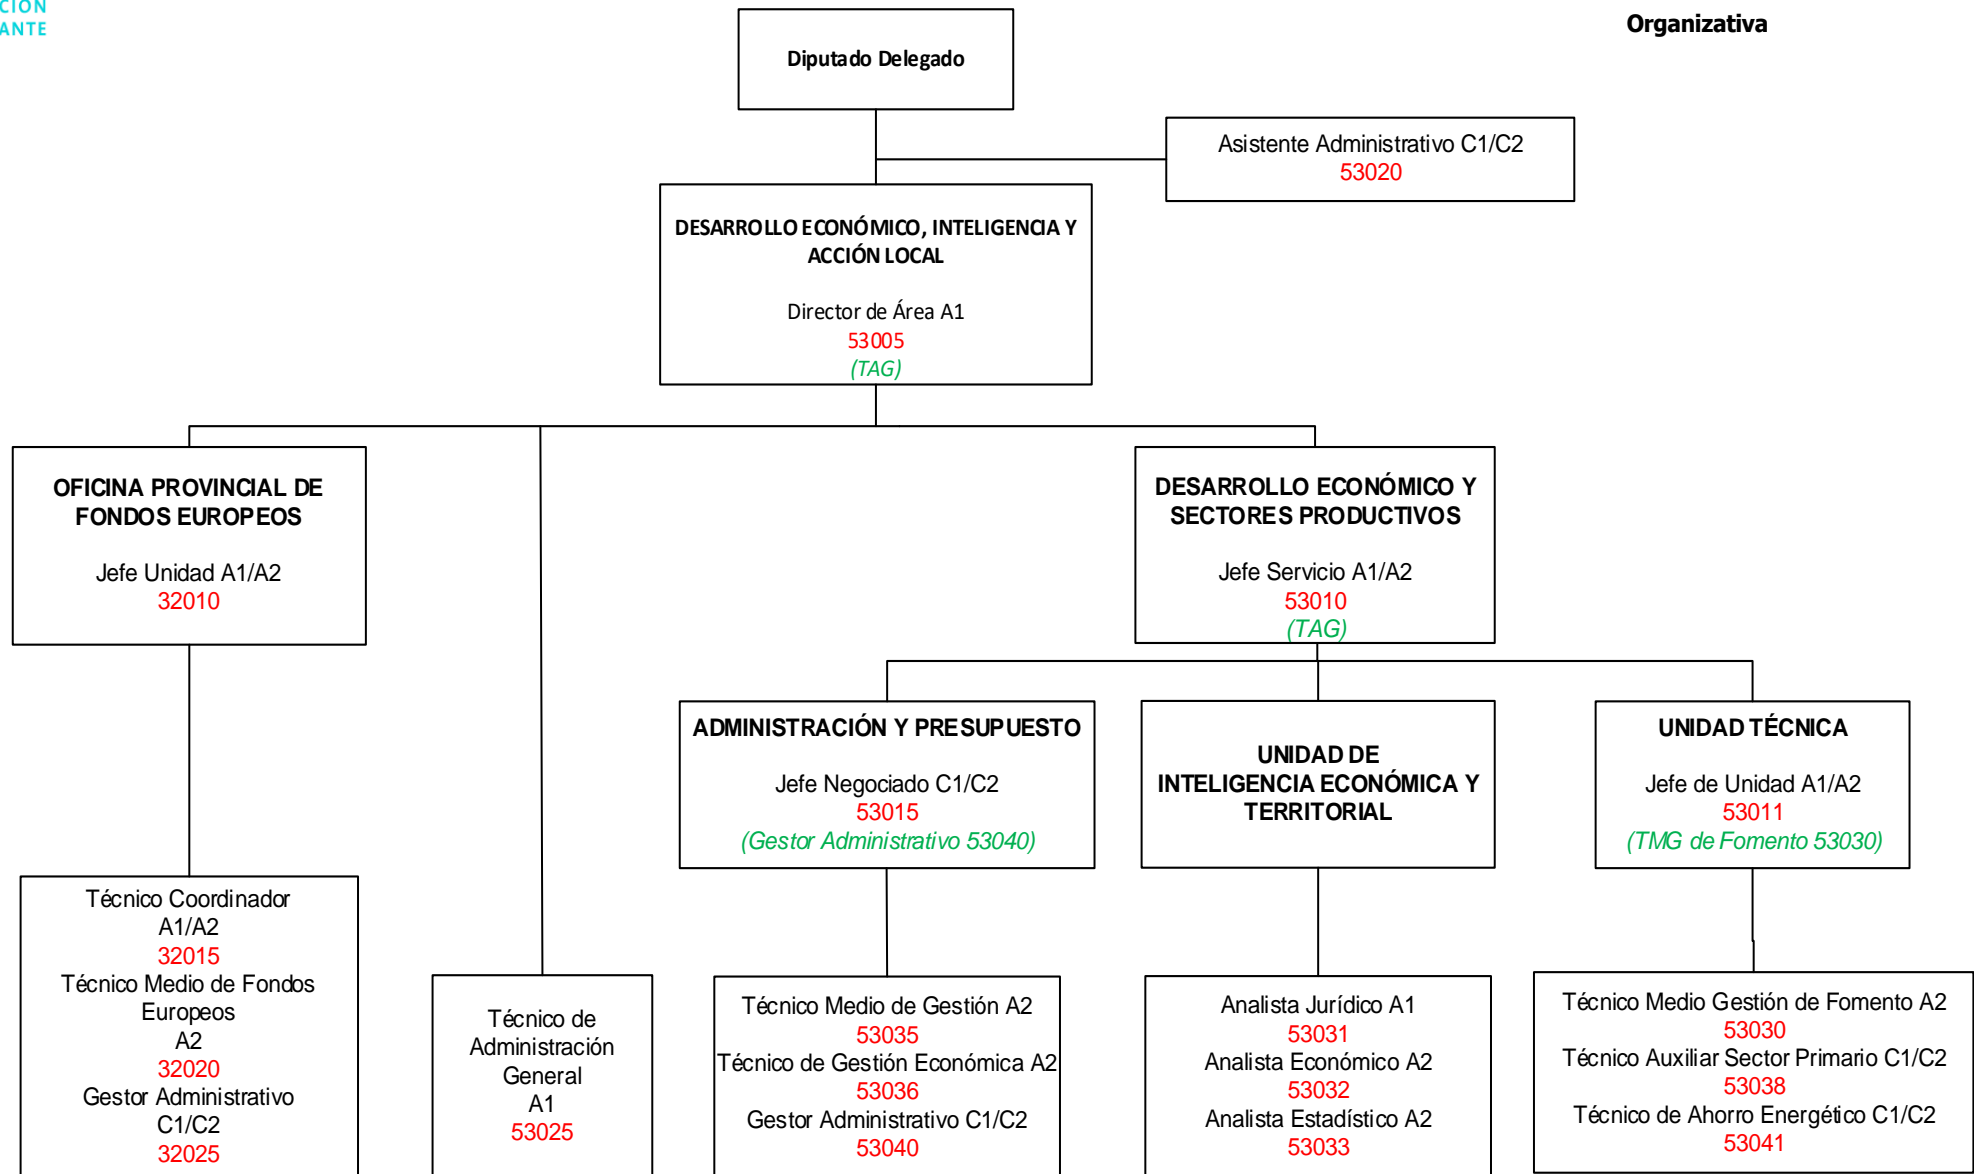 CIÓN
ANTE
Organizativa
Diputado Delegado
Asistente Administrativo C1/C2
53020
DESARROLLO ECONÓMICO, INTELIGENCIA Y
ACCIÓN LOCAL
Director de Área A1
53005
(TAG)
OFICINA PROVINCIAL DE
FONDOS EUROPEOS
Jefe Unidad A1/A2
32010
DESARROLLO ECONÓMICO Y
SECTORES PRODUCTIVOS
Jefe Servicio A1/A2
53010
(TAG)
ADMINISTRACIÓN Y PRESUPUESTO
Jefe Negociado C1/C2
53015
(Gestor Administrativo 53040)
UNIDAD DE
INTELIGENCIA ECONÓMICA Y
TERRITORIAL
UNIDAD TÉCNICA
Jefe de Unidad A1/A2
53011
(TMG de Fomento 53030)
Técnico Coordinador
A1/A2
32015
Técnico Medio de Fondos
Europeos
A2
32020
Gestor Administrativo
C1/C2
32025
Técnico de
Administración
General
A1
53025
Técnico Medio de Gestión A2
53035
Técnico de Gestión Económica A2
53036
Gestor Administrativo C1/C2
53040
Analista Jurídico A1
53031
Analista Económico A2
53032
Analista Estadístico A2
53033
Técnico Medio Gestión de Fomento A2
53030
Técnico Auxiliar Sector Primario C1/C2
53038
Técnico de Ahorro Energético C1/C2
53041